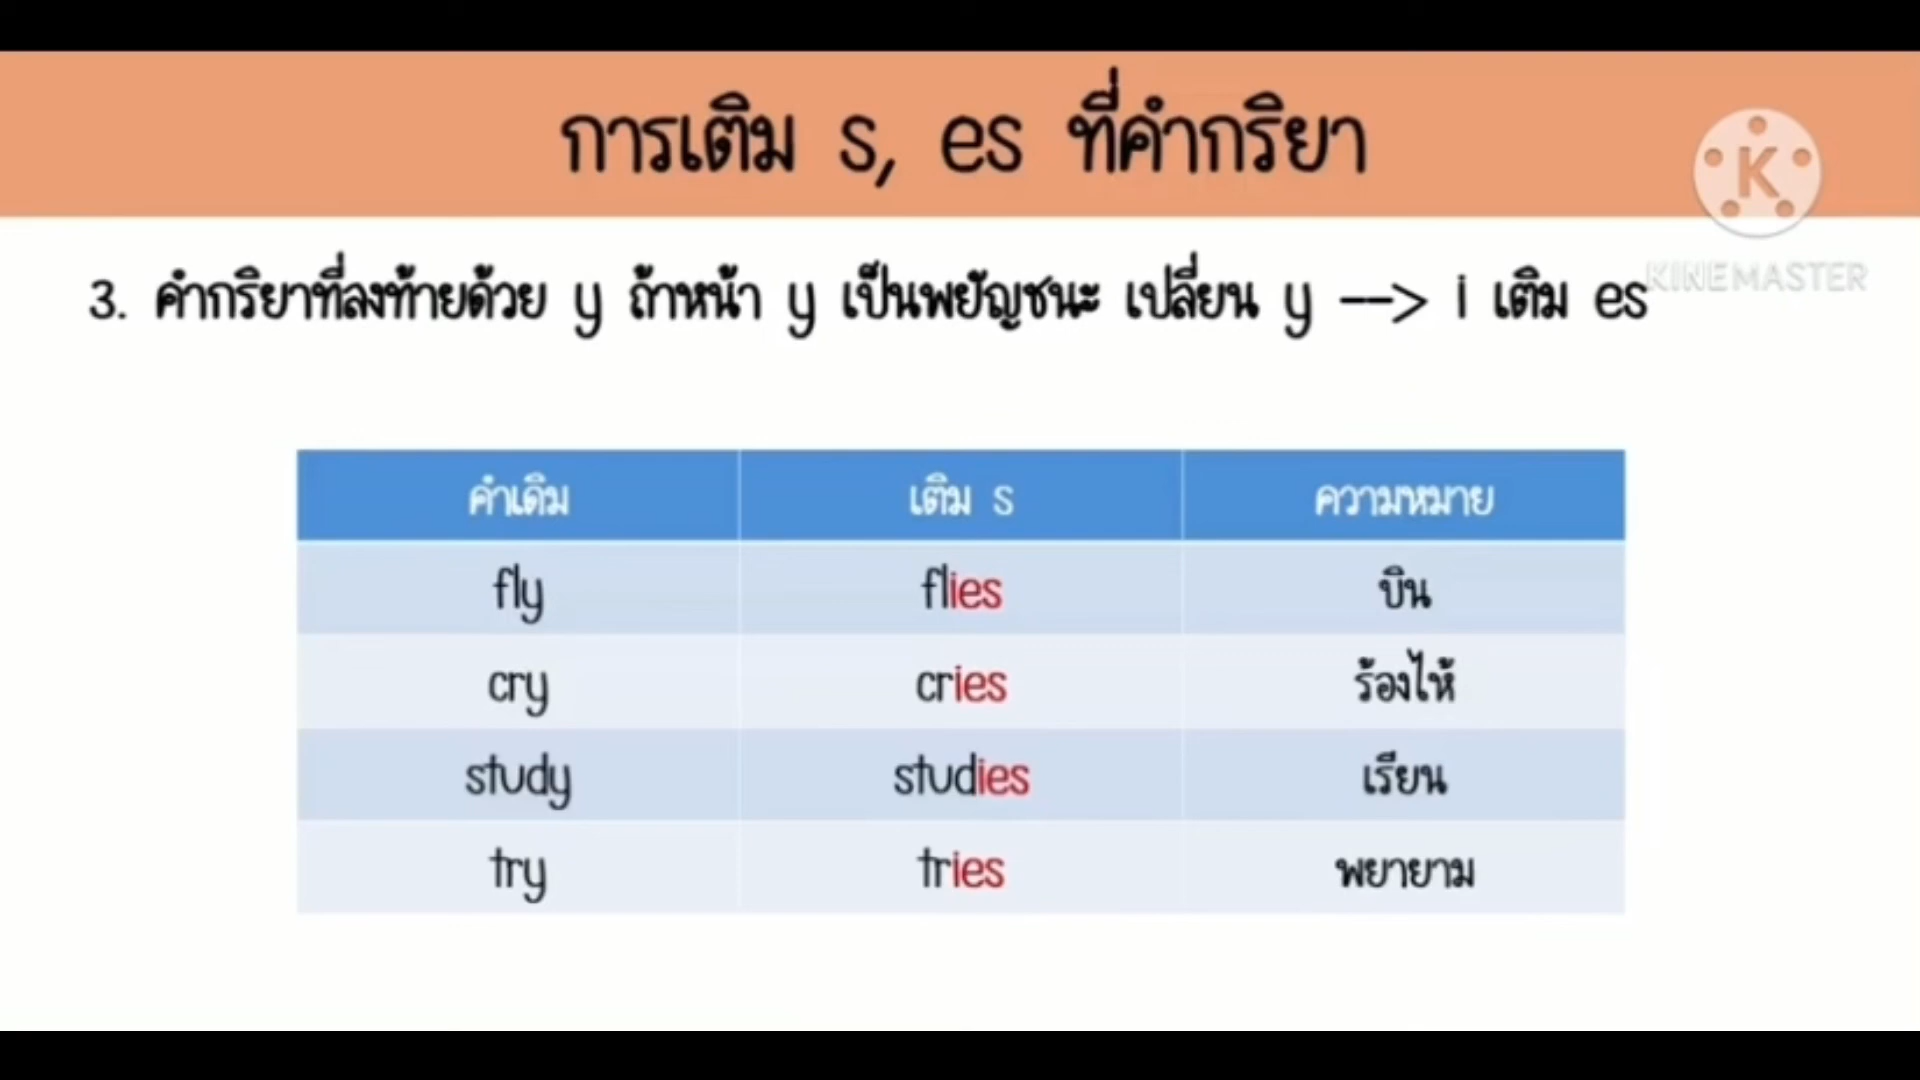 การเติม s, es ที่คำกริยา
K
KINEMASTER
3. คำกริยาที่ลงท้ายด้วย y ถ้าหน้า y เป็นพยัญชนะ เปลี่ยน y --> i เติม es
คำเดิม เติม s ความหมาย
fly flies บิน
cry cries ร้องไห้
study studies เรียน
try tries พยายาม